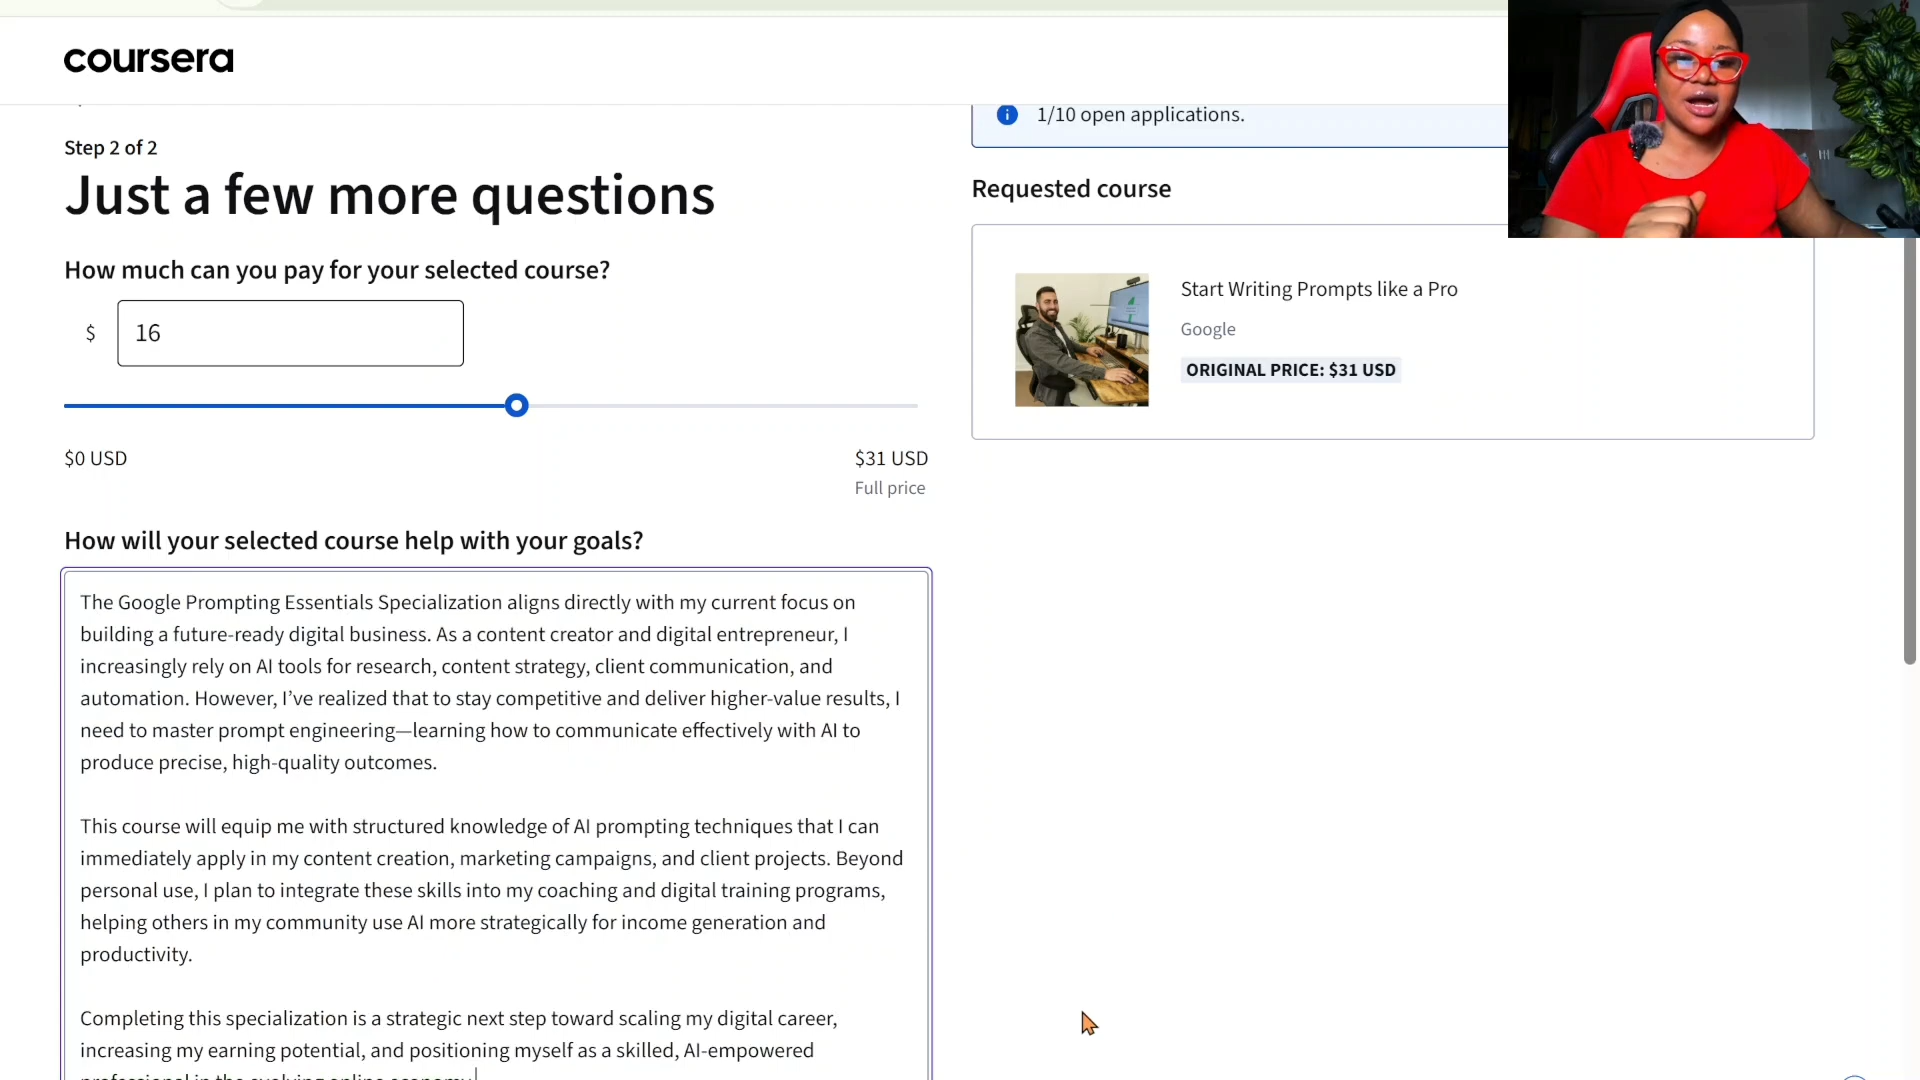 coursera
Step 2 of 2
Just a few more questions
How much can you pay for your selected course?
$
16
$0 USD
$31 USD
Full price
How will your selected course help with your goals?
The Google Prompting Essentials Specialization aligns directly with my current focus on
building a future-ready digital business. As a content creator and digital entrepreneur, I
increasingly rely on AI tools for research, content strategy, client communication, and
automation. However, I’ve realized that to stay competitive and deliver higher-value results, I
need to master prompt engineering—learning how to communicate effectively with AI to
produce precise, high-quality outcomes.
This course will equip me with structured knowledge of AI prompting techniques that I can
immediately apply in my content creation, marketing campaigns, and client projects. Beyond
personal use, I plan to integrate these skills into my coaching and digital training programs,
helping others in my community use AI more strategically for income generation and
productivity.
Completing this specialization is a strategic next step toward scaling my digital career,
increasing my earning potential, and positioning myself as a skilled, AI-empowered
professional in the evolving online economy.
1/10 open applications.
Requested course
Start Writing Prompts like a Pro
Google
ORIGINAL PRICE: $31 USD